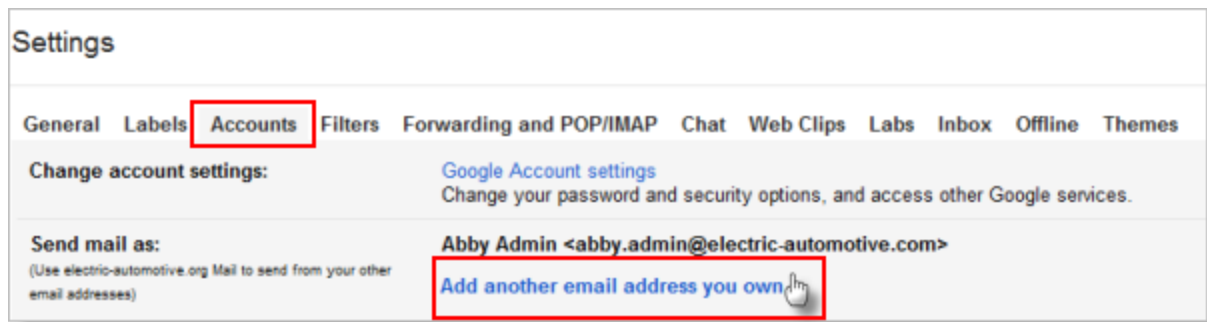 Settings
General Labels Accounts Filters Forwarding and POP/IMAP Chat Web Clips Labs Inbox Offline Themes
Change account settings:
Google Account settings
Change your password and security options, and access other Google services.
Send mail as:
(Use electric-automotive.org Mail to send from your other
email addresses)
Abby Admin <abby.admin@electric-automotive.com>
Add another email address you own